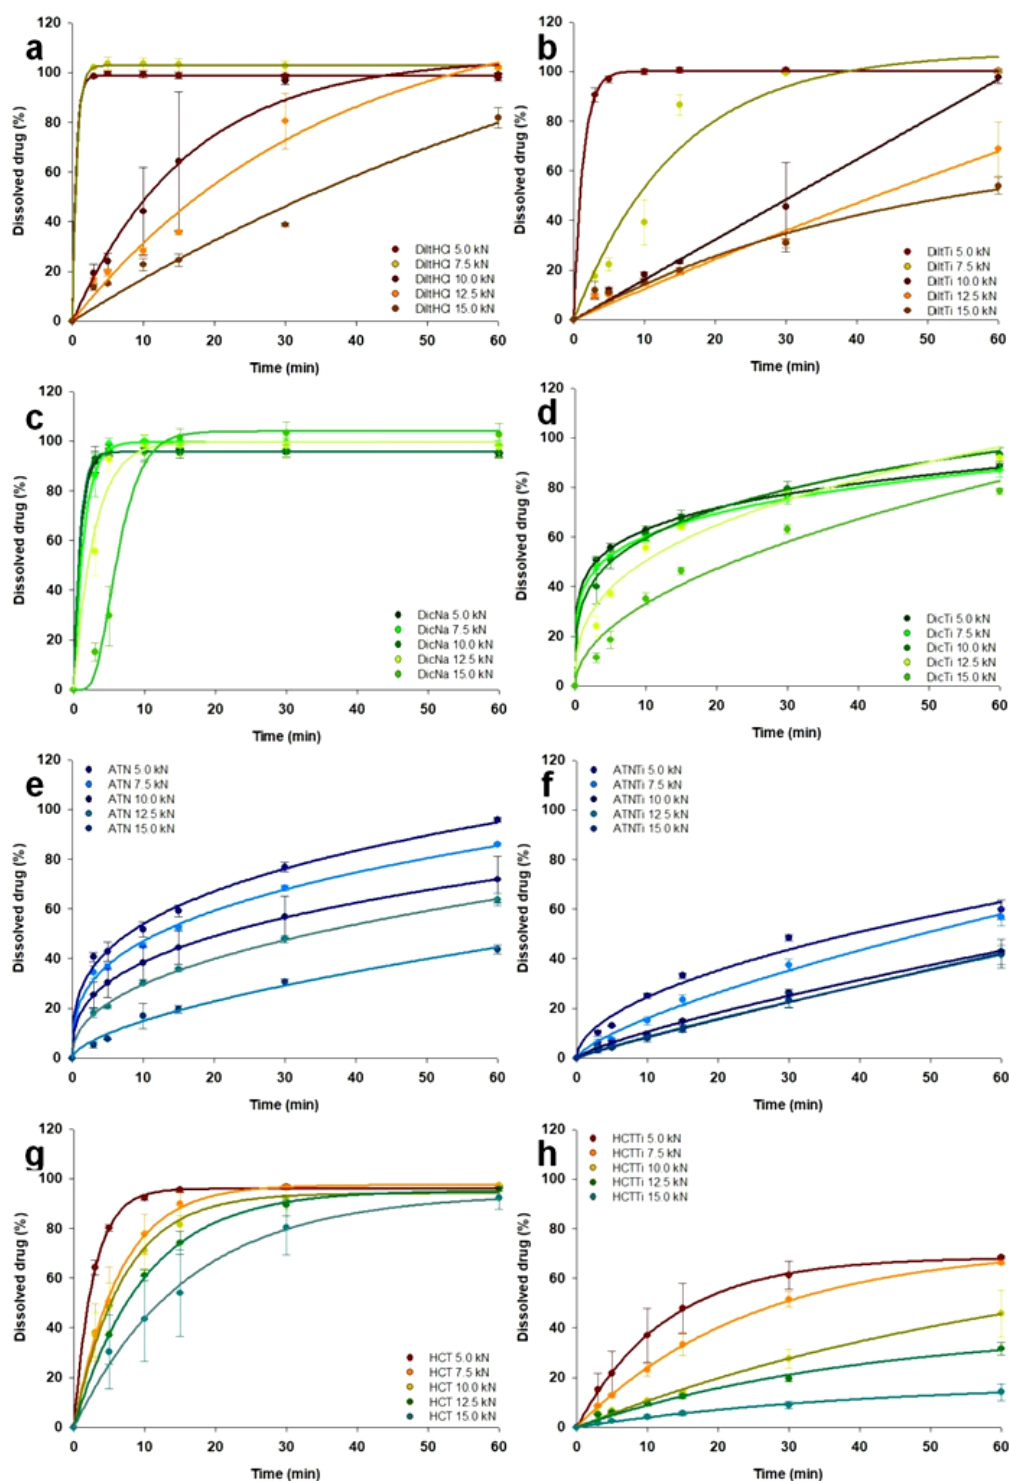 a
Dissolved drug (%)
120
100
80
60
40
20
0
DiltHCl 5.0 kN
DiltHCl 7.5 kN
DiltHCl 10.0 kN
DiltHCl 12.5 kN
DiltHCl 15.0 kN
0 10 20 30 40 50 60
Time (min)
b
Dissolved drug (%)
120
100
80
60
40
20
0
DiltTi 5.0 kN
DiltTi 7.5 kN
DiltTi 10.0 kN
DiltTi 12.5 kN
DiltTi 15.0 kN
0 10 20 30 40 50 60
Time (min)
c
Dissolved drug (%)
120
100
80
60
40
20
0
DicNa 5.0 kN
DicNa 7.5 kN
DicNa 10.0 kN
DicNa 12.5 kN
DicNa 15.0 kN
0 10 20 30 40 50 60
Time (min)
d
Dissolved drug (%)
120
100
80
60
40
20
0
DicTi 5.0 kN
DicTi 7.5 kN
DicTi 10.0 kN
DicTi 12.5 kN
DicTi 15.0 kN
0 10 20 30 40 50 60
Time (min)
e
Dissolved drug (%)
120
100
80
60
40
20
0
ATN 5.0 kN
ATN 7.5 kN
ATN 10.0 kN
ATN 12.5 kN
ATN 15.0 kN
0 10 20 30 40 50 60
Time (min)
f
Dissolved drug (%)
120
100
80
60
40
20
0
ATNTi 5.0 kN
ATNTi 7.5 kN
ATNTi 10.0 kN
ATNTi 12.5 kN
ATNTi 15.0 kN
0 10 20 30 40 50 60
Time (min)
g
Dissolved drug (%)
120
100
80
60
40
20
0
HCT 5.0 kN
HCT 7.5 kN
HCT 10.0 kN
HCT 12.5 kN
HCT 15.0 kN
0 10 20 30 40 50 60
Time (min)
h
Dissolved drug (%)
120
100
80
60
40
20
0
HCTTi 5.0 kN
HCTTi 7.5 kN
HCTTi 10.0 kN
HCTTi 12.5 kN
HCTTi 15.0 kN
0 10 20 30 40 50 60
Time (min)